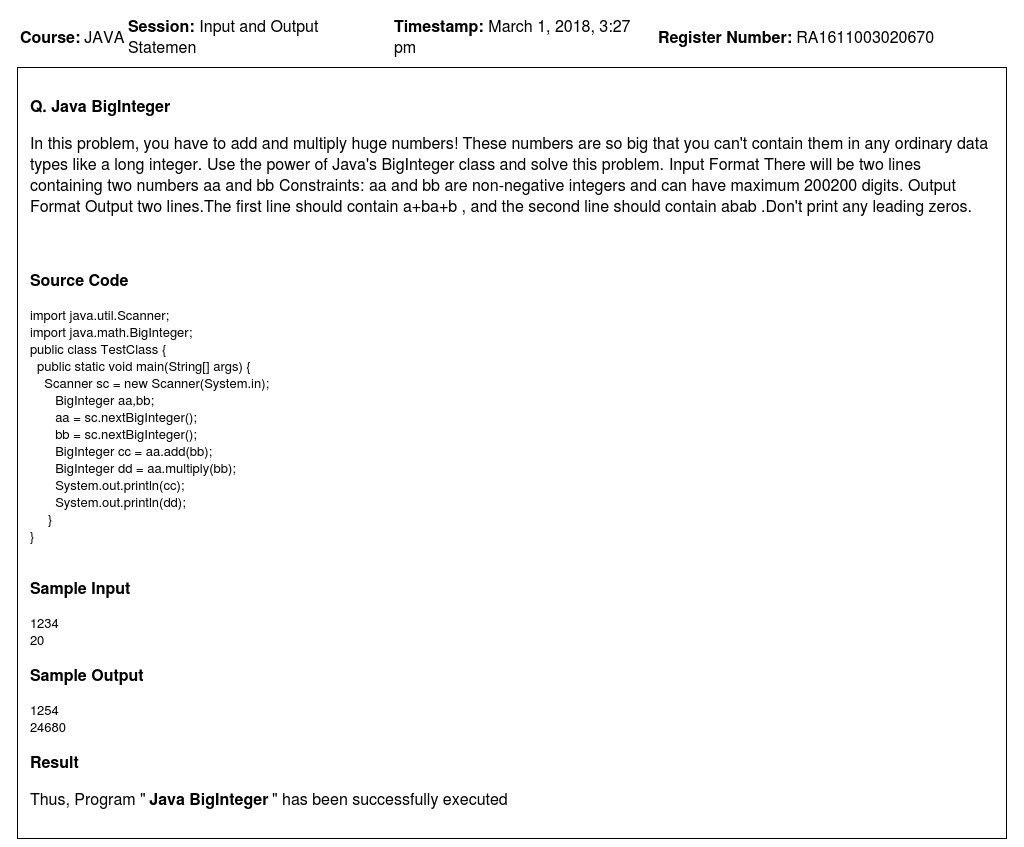 Course: JAVA Session: Input and Output Statemen Timestamp: March 1, 2018, 3:27 pm Register Number: RA1611003020670
Q. Java BigInteger
In this problem, you have to add and multiply huge numbers! These numbers are so big that you can't contain them in any ordinary data
types like a long integer. Use the power of Java's BigInteger class and solve this problem. Input Format There will be two lines
containing two numbers aa and bb Constraints: aa and bb are non-negative integers and can have maximum 200200 digits. Output
Format Output two lines.The first line should contain a+ba+b , and the second line should contain abab .Don't print any leading zeros.
Source Code
import java.util.Scanner;
import java.math.BigInteger;
public class TestClass {
  public static void main(String[] args) {
    Scanner sc = new Scanner(System.in);
       BigInteger aa,bb;
       aa = sc.nextBigInteger();
       bb = sc.nextBigInteger();
       BigInteger cc = aa.add(bb);
       BigInteger dd = aa.multiply(bb);
       System.out.println(cc);
       System.out.println(dd);
     }
}
Sample Input
1234
20
Sample Output
1254
24680
Result
Thus, Program " Java BigInteger " has been successfully executed